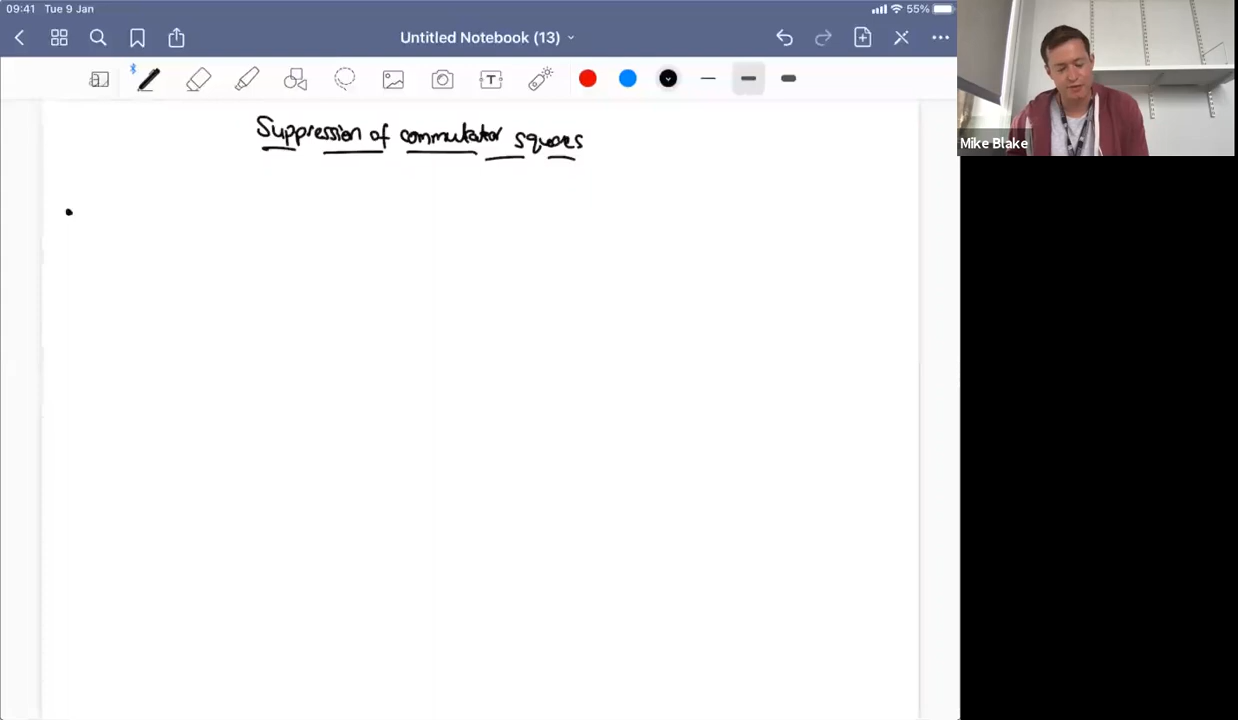 09:41 Tue 9 Jan
55%
Untitled Notebook (13)
T
Suppression of commutator squares
Mike Blake